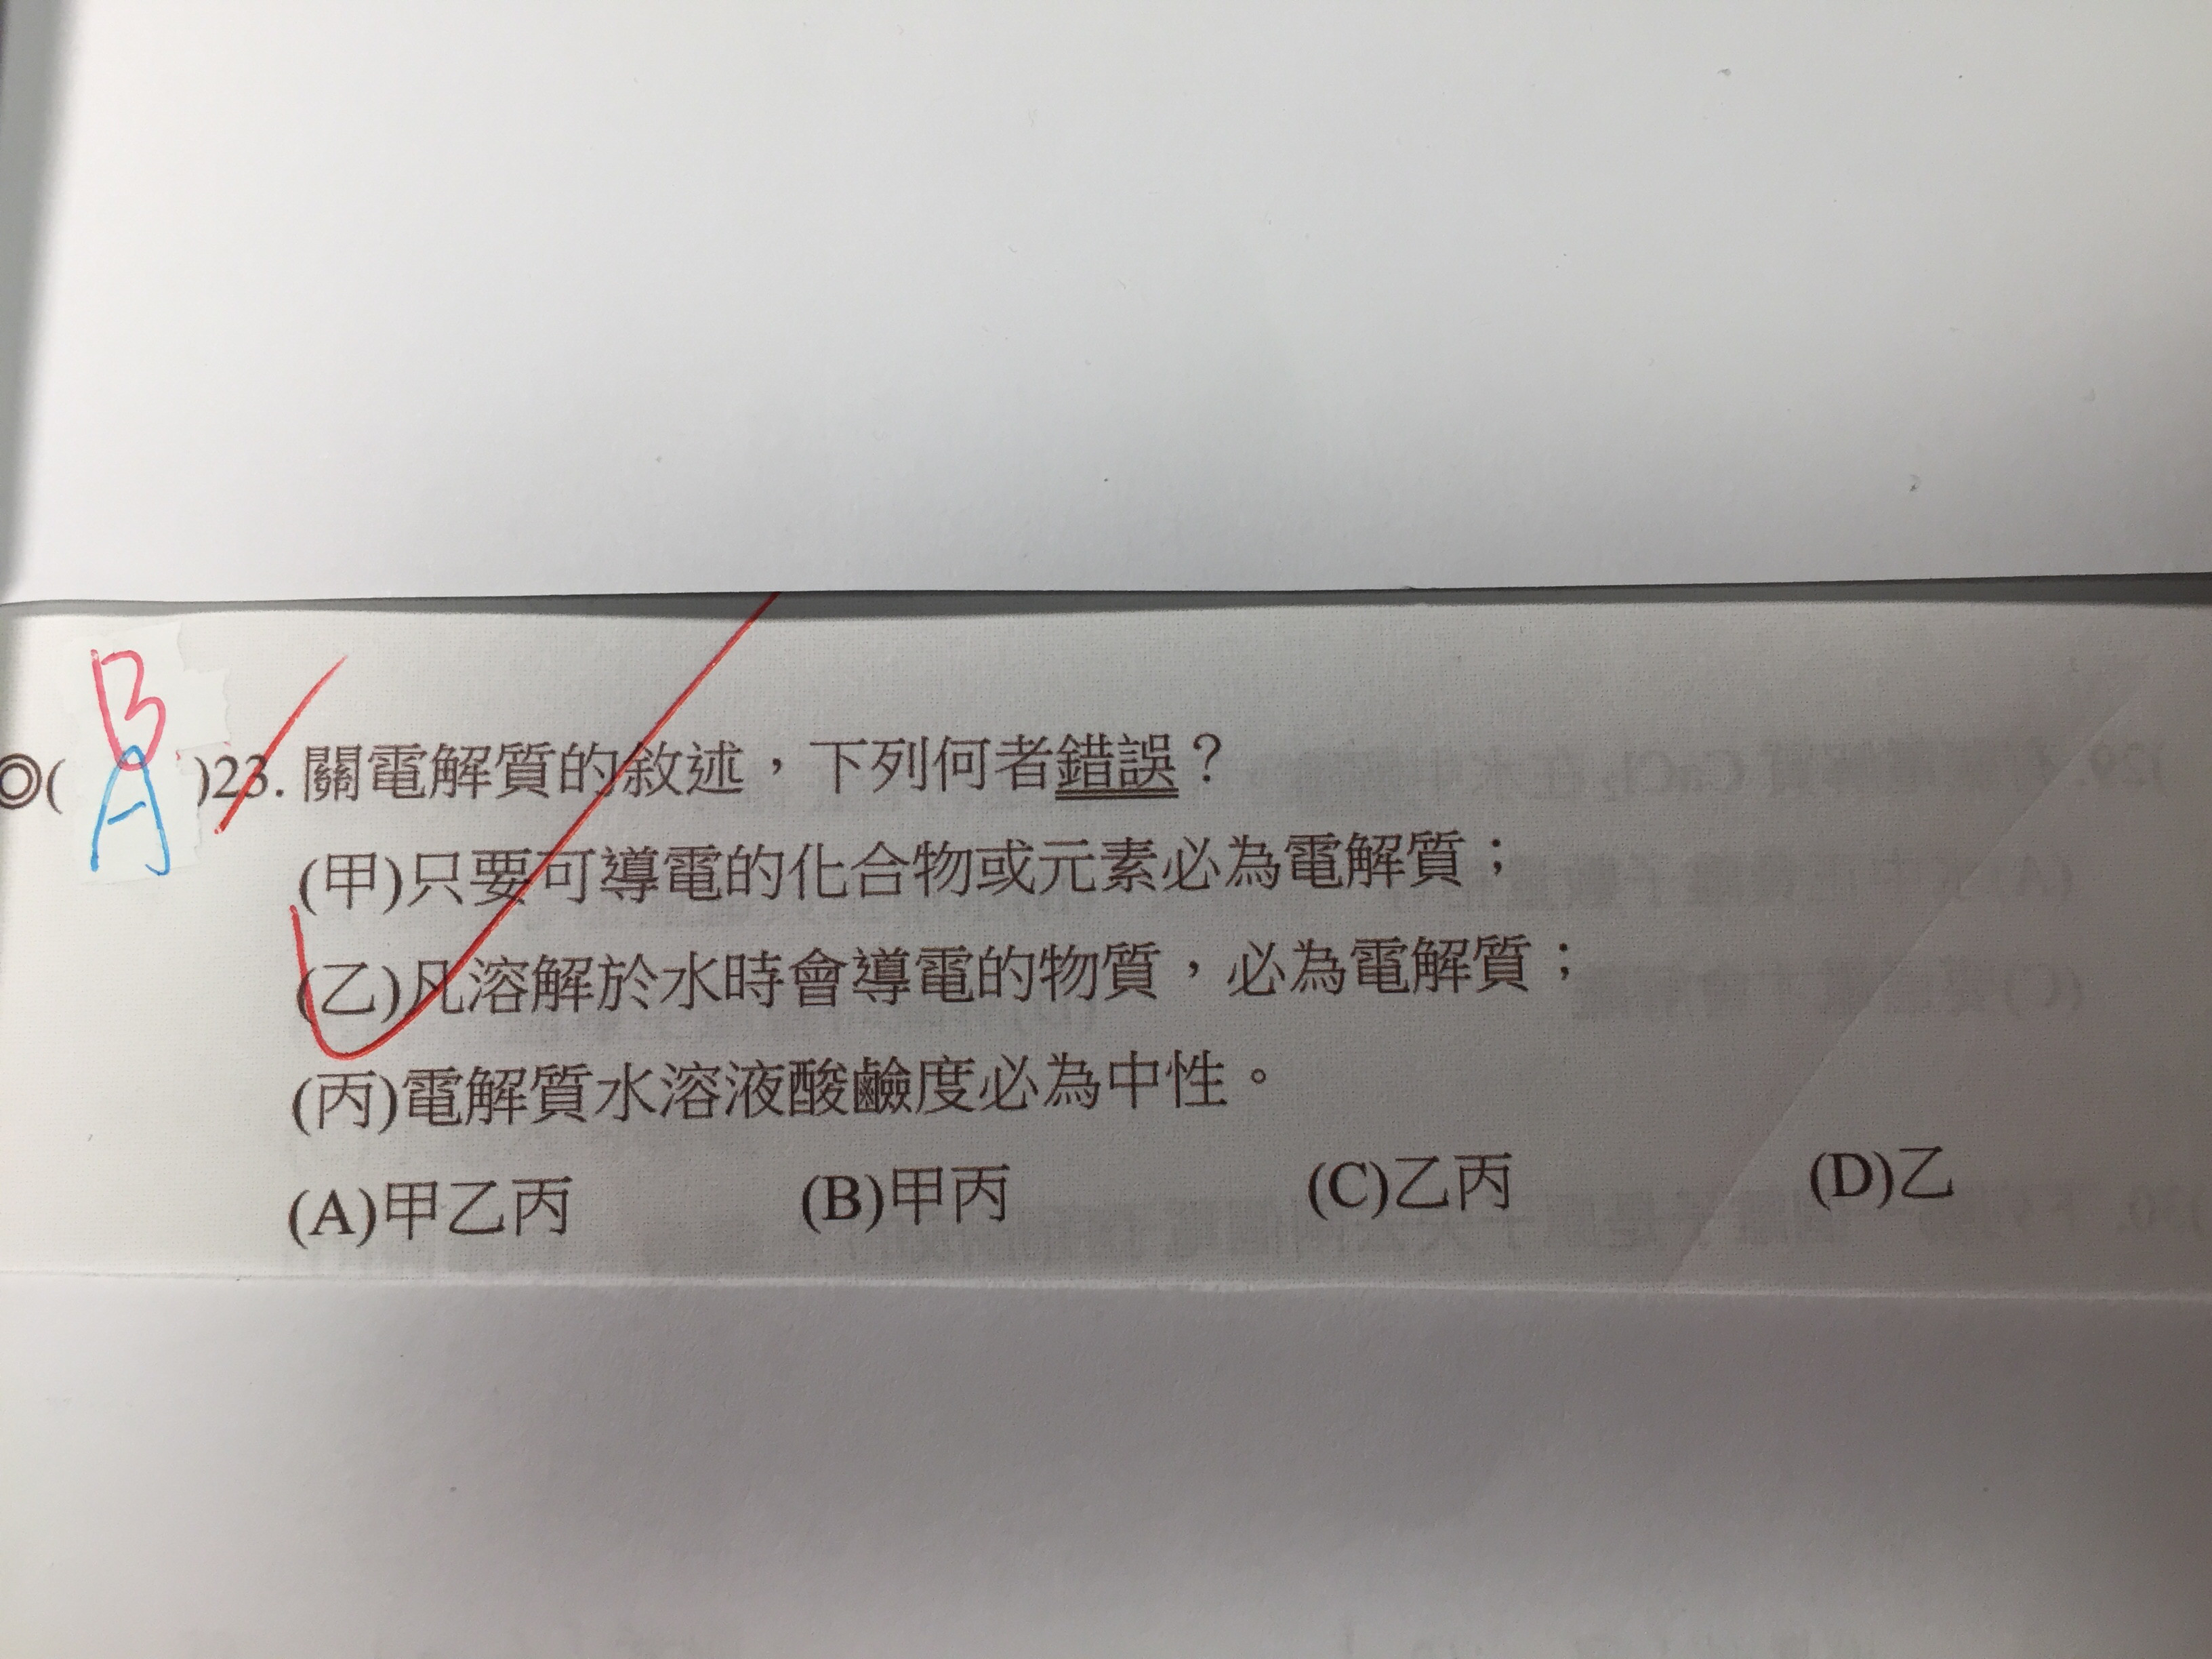 B
A
◎( )23. 關電解質的敘述，下列何者錯誤？
(甲)只要可導電的化合物或元素必為電解質；
(乙)凡溶解於水時會導電的物質，必為電解質；
(丙)電解質水溶液酸鹼度必為中性。
(A)甲乙丙 (B)甲丙 (C)乙丙 (D)乙